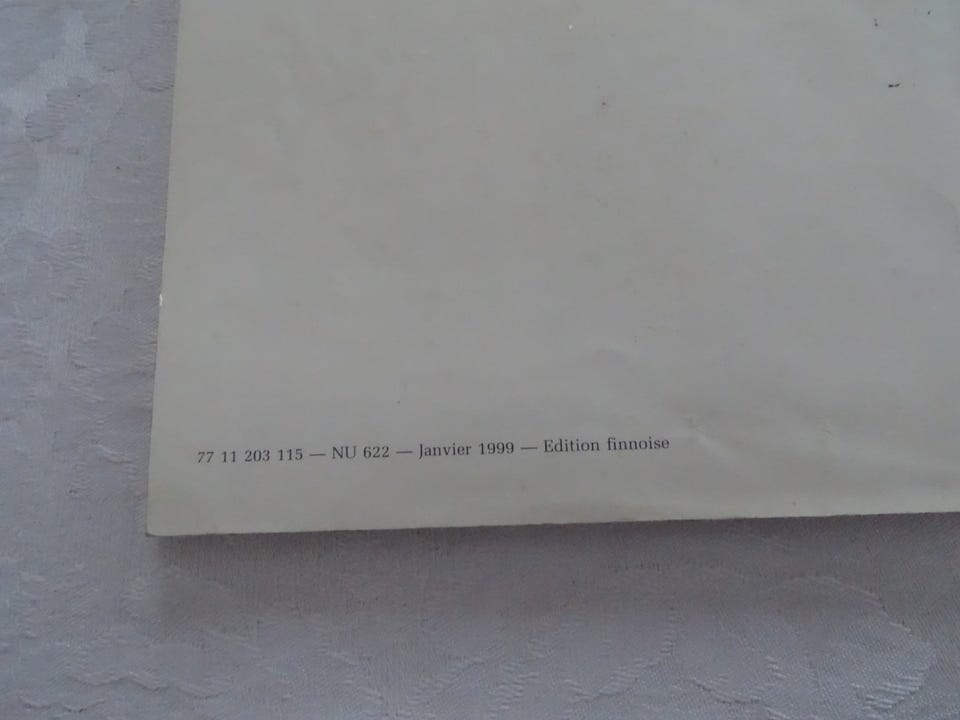 77 11 203 115 — NU 622 — Janvier 1999 — Edition finnoise